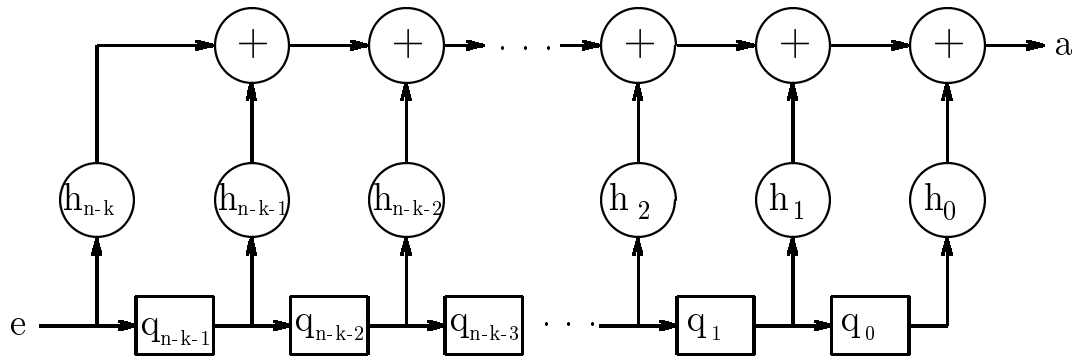 + + + · · · + + + a
h_{n-k} h_{n-k-1} h_{n-k-2} h_2 h_1 h_0
e q_{n-k-1} q_{n-k-2} q_{n-k-3} · · · q_1 q_0